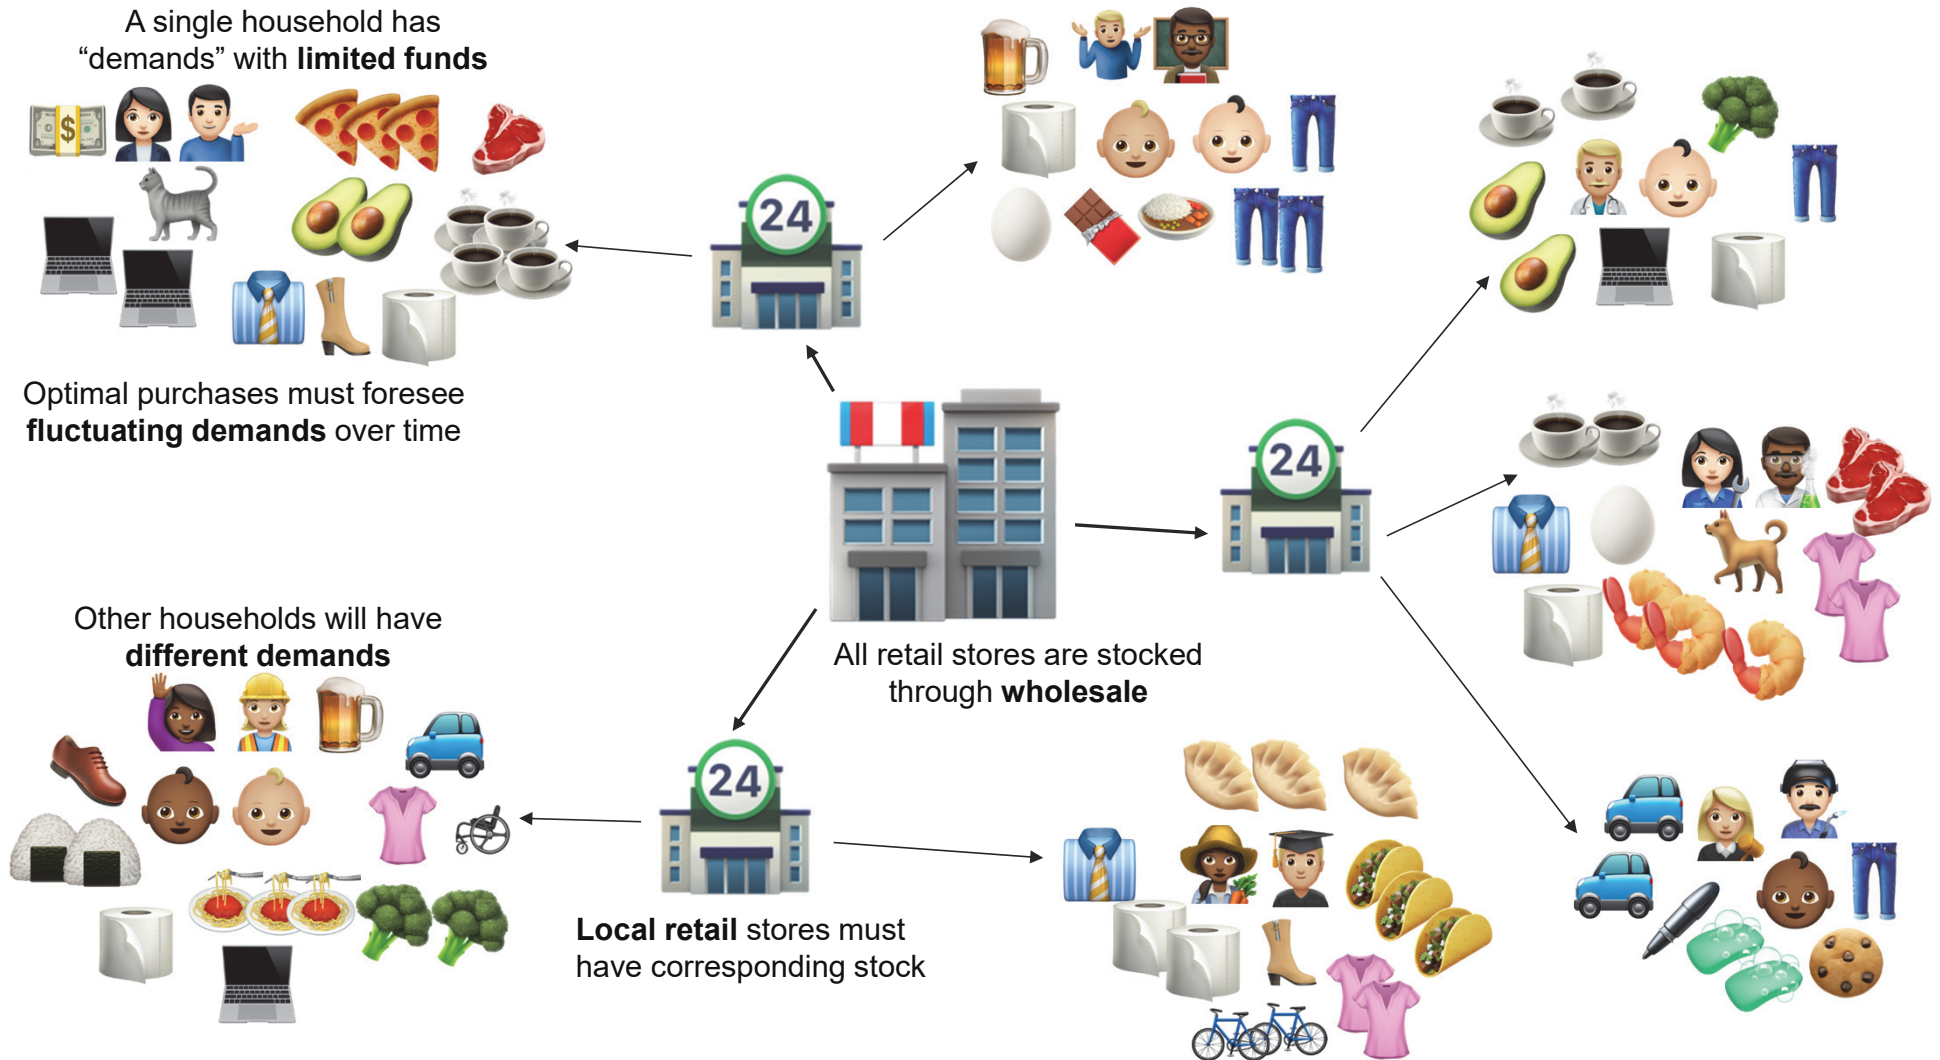 A single household has
“demands” with limited funds
$
24
Optimal purchases must foresee
fluctuating demands over time
24
Other households will have
different demands
All retail stores are stocked
through wholesale
24
Local retail stores must
have corresponding stock